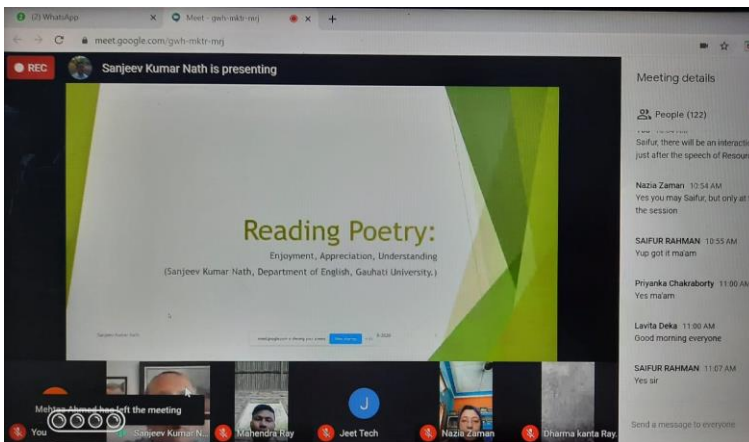 (2) WhatsApp
Meet - gwh-mktr-mrj
meet.google.com/gwh-mktr-mrj
REC
Sanjeev Kumar Nath is presenting
Reading Poetry:
Enjoyment, Appreciation, Understanding
(Sanjeev Kumar Nath, Department of English, Gauhati University.)
Sanjeev Kumar Nath
Mehtaz Ahmed has left the meeting
You
Sanjeev Kumar N...
Mahendra Ray
Jeet Tech
Nazia Zaman
Dharma kanta Ray
Meeting details
People (122)
Saifur, there will be an interacti
just after the speech of Resour
Nazia Zaman 10:54 AM
Yes you may Saifur, but only at
the session
SAIFUR RAHMAN 10:55 AM
Yup got it ma'am
Priyanka Chakraborty 11:00 AM
Yes ma'am
Lavita Deka 11:00 AM
Good morning everyone
SAIFUR RAHMAN 11:07 AM
Yes sir
Send a message to everyone